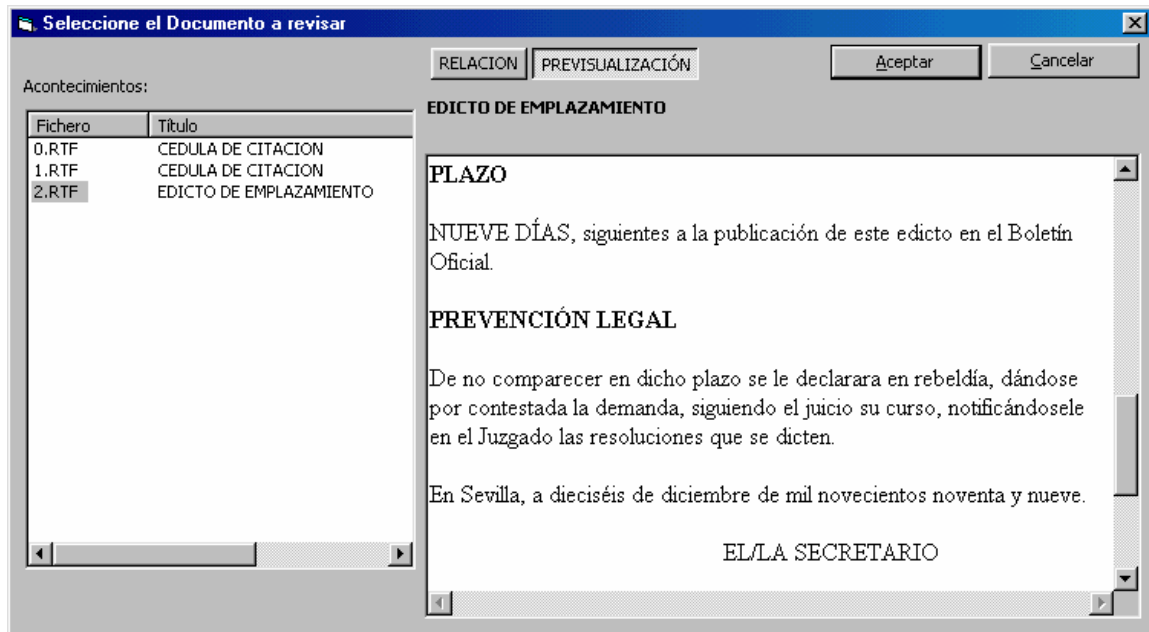 Seleccione el Documento a revisar
RELACION PREVISUALIZACIÓN Aceptar Cancelar
Acontecimientos:
EDICTO DE EMPLAZAMIENTO
Fichero Título
0.RTF CEDULA DE CITACION
1.RTF CEDULA DE CITACION
2.RTF EDICTO DE EMPLAZAMIENTO
PLAZO
NUEVE DÍAS, siguientes a la publicación de este edicto en el Boletín
Oficial.
PREVENCIÓN LEGAL
De no comparecer en dicho plazo se le declarara en rebeldía, dándose
por contestada la demanda, siguiendo el juicio su curso, notificándosele
en el Juzgado las resoluciones que se dicten.
En Sevilla, a dieciséis de diciembre de mil novecientos noventa y nueve.
EL/LA SECRETARIO